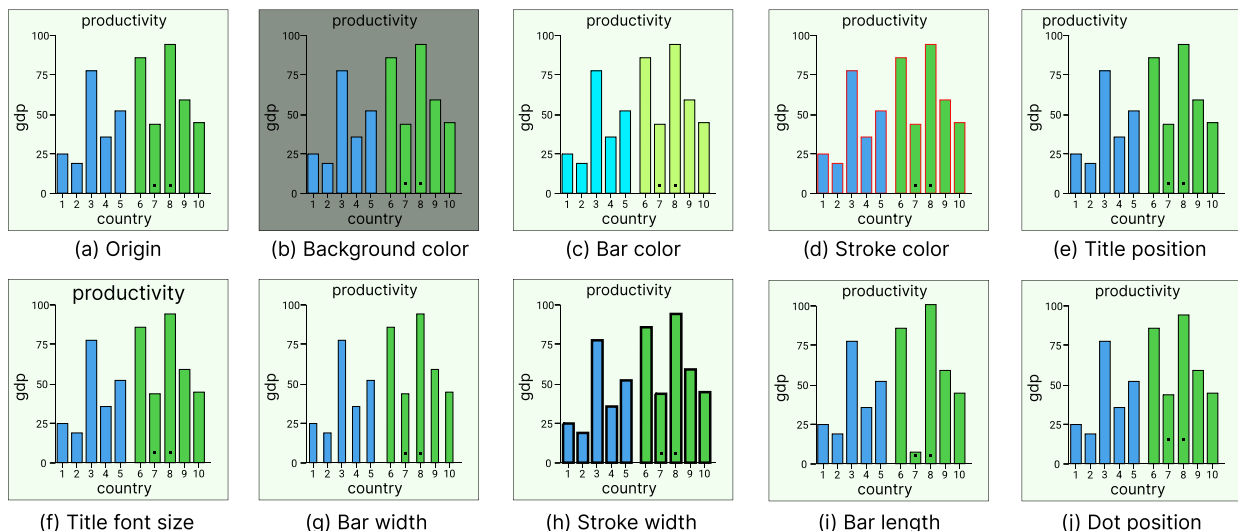 productivity
100
75
50
25
0
gdp
1 2 3 4 5 6 7 8 9 10
country
(a) Origin
productivity
100
75
50
25
0
gdp
1 2 3 4 5 6 7 8 9 10
country
(b) Background color
productivity
100
75
50
25
0
gdp
1 2 3 4 5 6 7 8 9 10
country
(c) Bar color
productivity
100
75
50
25
0
gdp
1 2 3 4 5 6 7 8 9 10
country
(d) Stroke color
productivity
100
75
50
25
0
gdp
1 2 3 4 5 6 7 8 9 10
country
(e) Title position
productivity
100
75
50
25
0
gdp
1 2 3 4 5 6 7 8 9 10
country
(f) Title font size
productivity
100
75
50
25
0
gdp
1 2 3 4 5 6 7 8 9 10
country
(g) Bar width
productivity
100
75
50
25
0
gdp
1 2 3 4 5 6 7 8 9 10
country
(h) Stroke width
productivity
100
75
50
25
0
gdp
1 2 3 4 5 6 7 8 9 10
country
(i) Bar length
productivity
100
75
50
25
0
gdp
1 2 3 4 5 6 7 8 9 10
country
(j) Dot position